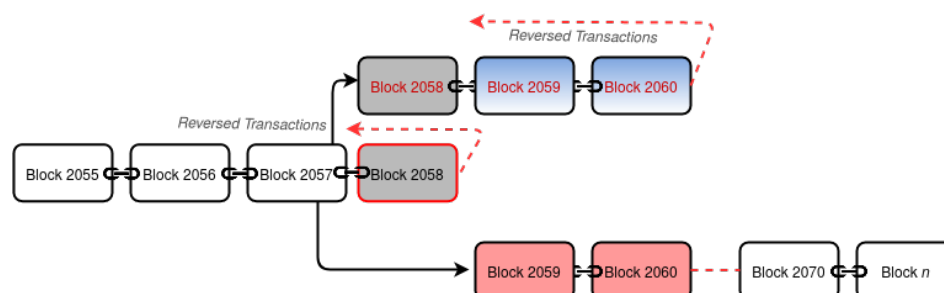 Reversed Transactions
Block 2058
Block 2059
Block 2060
Reversed Transactions
Block 2055
Block 2056
Block 2057
Block 2058
Block 2059
Block 2060
Block 2070
Block n